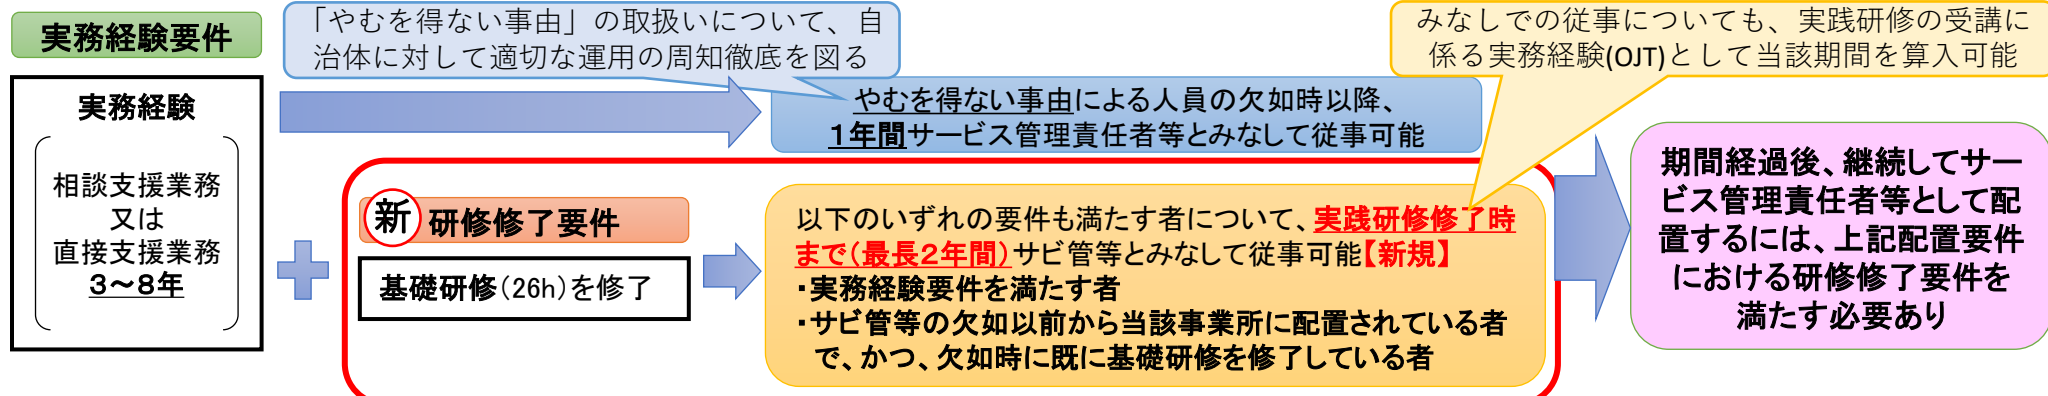 実務経験要件
「やむを得ない事由」の取扱いについて、自
治体に対して適切な運用の周知徹底を図る
みなしでの従事についても、実践研修の受講に
係る実務経験(OJT)として当該期間を算入可能
実務経験
相談支援業務
又は
直接支援業務
3～8年
やむを得ない事由による人員の欠如時以降、
1年間サービス管理責任者等とみなして従事可能
新
研修修了要件
基礎研修(26h)を修了
以下のいずれの要件も満たす者について、実践研修修了時
まで(最長2年間)サビ管等とみなして従事可能【新規】
・実務経験要件を満たす者
・サビ管等の欠如以前から当該事業所に配置されている者
で、かつ、欠如時に既に基礎研修を修了している者
期間経過後、継続してサー
ビス管理責任者等として配
置するには、上記配置要件
における研修修了要件を
満たす必要あり